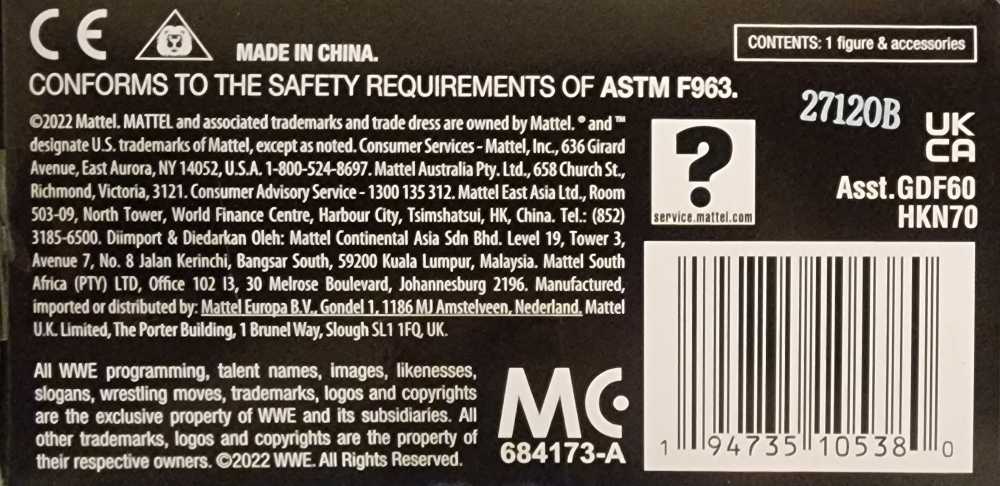 CE
MADE IN CHINA.
CONTENTS: 1 figure & accessories
CONFORMS TO THE SAFETY REQUIREMENTS OF ASTM F963.
©2022 Mattel. MATTEL and associated trademarks and trade dress are owned by Mattel. ® and ™
designate U.S. trademarks of Mattel, except as noted. Consumer Services - Mattel, Inc., 636 Girard
Avenue, East Aurora, NY 14052, U.S.A. 1-800-524-8697. Mattel Australia Pty. Ltd., 658 Church St.,
Richmond, Victoria, 3121. Consumer Advisory Service - 1300 135 312. Mattel East Asia Ltd., Room
503-09, North Tower, World Finance Centre, Harbour City, Tsimshatsui, HK, China. Tel.: (852)
3185-6500. Diimport & Diedarkan Oleh: Mattel Continental Asia Sdn Bhd. Level 19, Tower 3,
Avenue 7, No. 8 Jalan Kerinchi, Bangsar South, 59200 Kuala Lumpur, Malaysia. Mattel South
Africa (PTY) LTD, Office 102 I3, 30 Melrose Boulevard, Johannesburg 2196. Manufactured,
imported or distributed by: Mattel Europa B.V., Gondel 1, 1186 MJ Amstelveen, Nederland. Mattel
U.K. Limited, The Porter Building, 1 Brunel Way, Slough SL1 1FQ, UK.
27120B
UK
CA
?
service.mattel.com
Asst.GDF60
HKN70
All WWE programming, talent names, images, likenesses,
slogans, wrestling moves, trademarks, logos and copyrights
are the exclusive property of WWE and its subsidiaries. All
other trademarks, logos and copyrights are the property of
their respective owners. ©2022 WWE. All Rights Reserved.
MC
684173-A
1 94735 10538 0